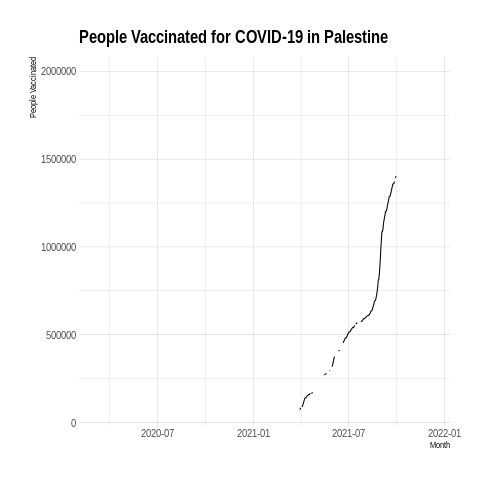 People Vaccinated for COVID-19 in Palestine
People Vaccinated
2000000
1500000
1000000
500000
0
2020-07 2021-01 2021-07 2022-01
Month